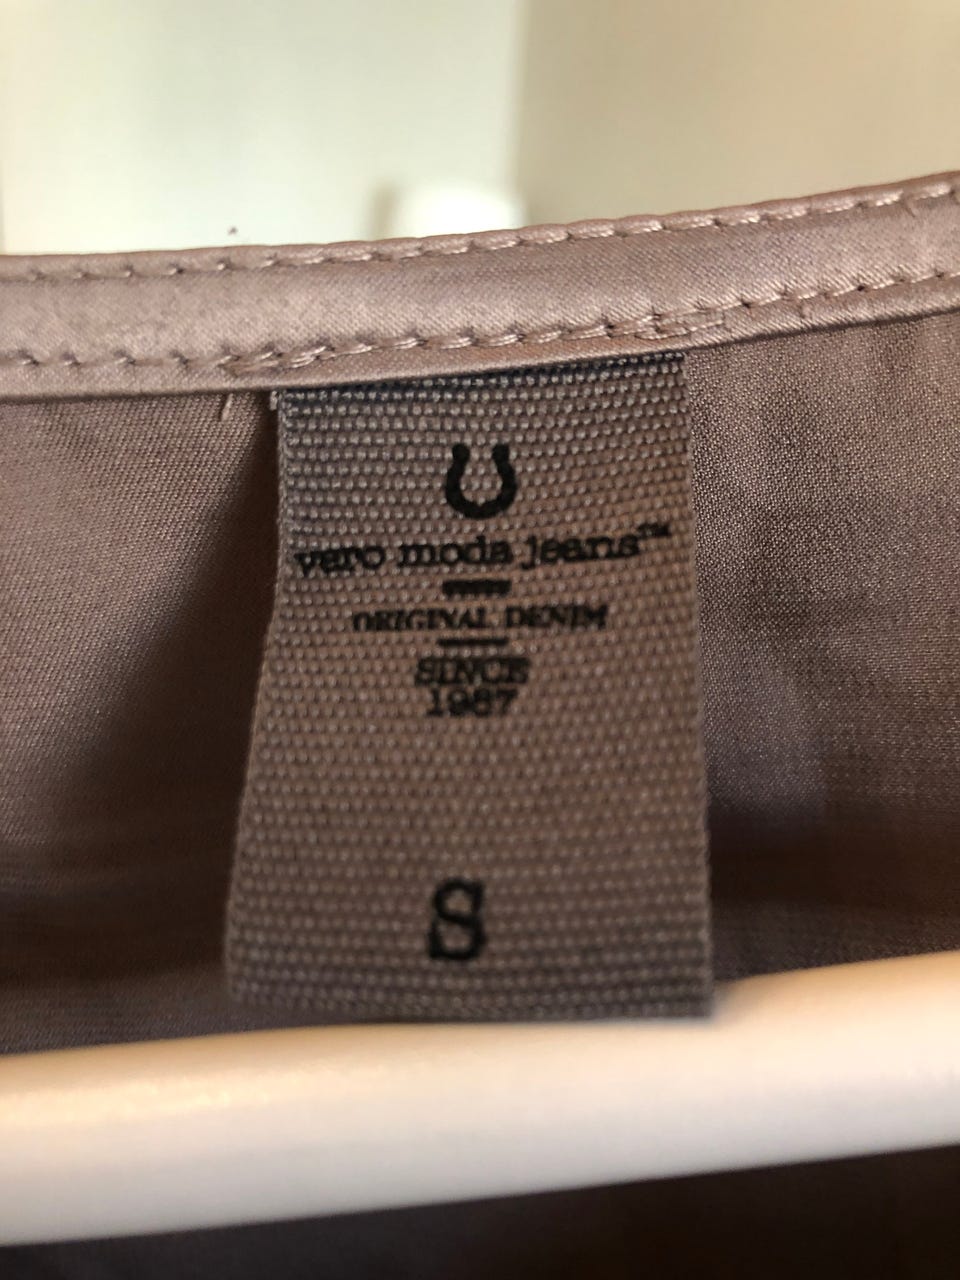 vero moda jeans™
ORIGINAL DENIM
SINCE
1987
S